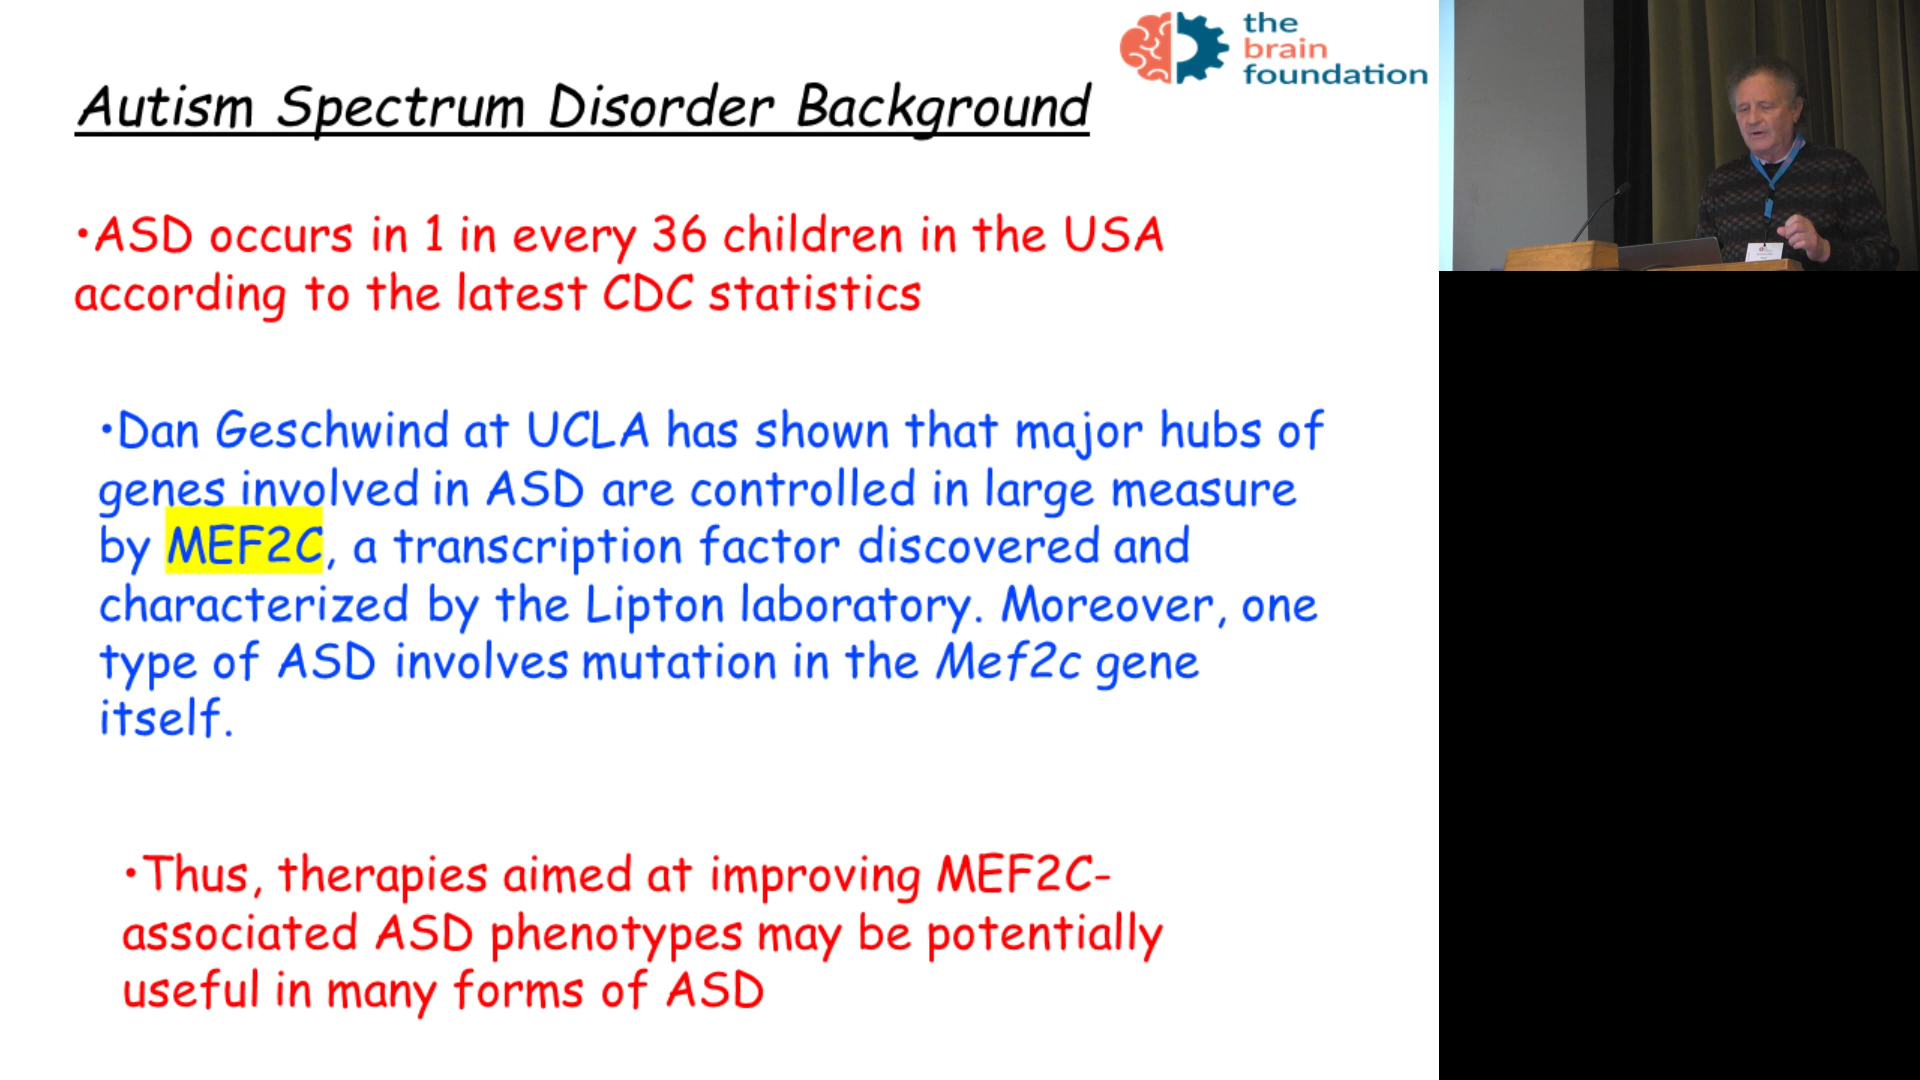 the
brain
foundation
Autism Spectrum Disorder Background
•ASD occurs in 1 in every 36 children in the USA
according to the latest CDC statistics
•Dan Geschwind at UCLA has shown that major hubs of
genes involved in ASD are controlled in large measure
by MEF2C, a transcription factor discovered and
characterized by the Lipton laboratory. Moreover, one
type of ASD involves mutation in the Mef2c gene
itself.
•Thus, therapies aimed at improving MEF2C-
associated ASD phenotypes may be potentially
useful in many forms of ASD